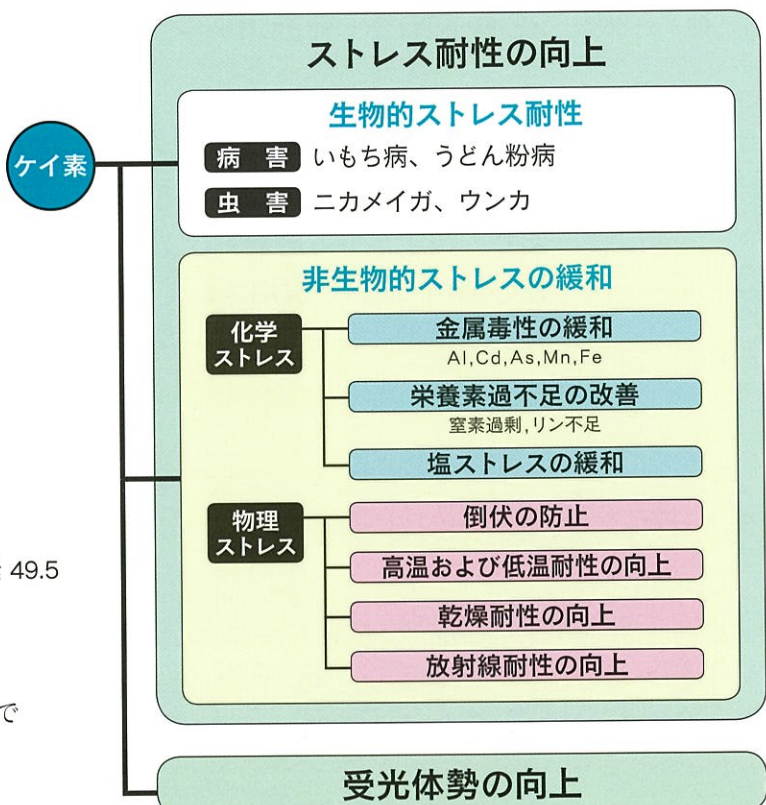 ストレス耐性の向上
生物的ストレス耐性
ケイ素
病 害 いもち病、うどん粉病
虫 害 ニカメイガ、ウンカ
非生物的ストレスの緩和
化学
ストレス
金属毒性の緩和
Al,Cd,As,Mn,Fe
栄養素過不足の改善
窒素過剰,リン不足
塩ストレスの緩和
物理
ストレス
倒伏の防止
高温および低温耐性の向上
乾燥耐性の向上
放射線耐性の向上
49.5
で
受光体勢の向上